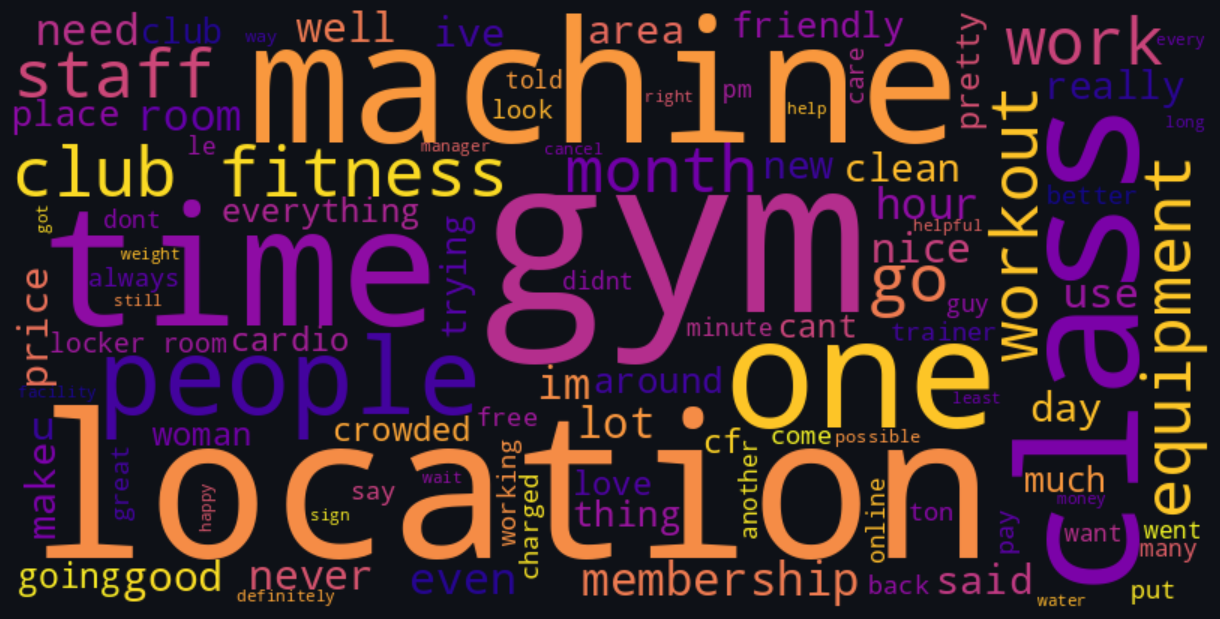 need
club
way
well
ive
area
friendly
pretty
work
every
staff
machine
told
look
right
pm
help
care
really
place
room
le
manager
cancel
long
club
fitness
month
new
clean
workout
class
better
equipment
got
dont
everything
time
weight
always
still
trying
gym
didnt
hour
helpful
nice
go
guy
use
price
locker room
cardio
minute
cant
trainer
facility
people
im
around
one
least
day
makeu
woman
crowded
free
lot
cf
come
possible
location
great
happy
say
sign
wait
working
charged
love
thing
another
online
ton
much
money
pay
want
went
many
going
good
definitely
never
even
membership
back
said
water
put